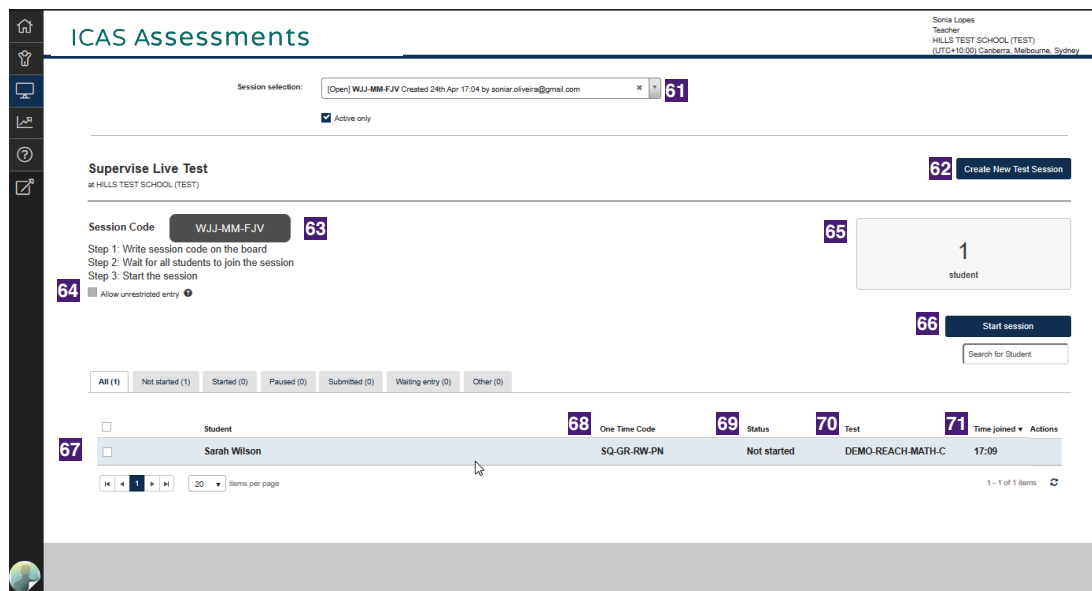 Sonia Lopes
Teacher
HILLS TEST SCHOOL (TEST)
(UTC+10:00) Canberra, Melbourne, Sydney
ICAS Assessments
Session selection: [Open] WJJ-MM-FJV Created 24th Apr 17:04 by soniar.oliveira@gmail.com 61
Active only
Supervise Live Test
at HILLS TEST SCHOOL (TEST)
62 Create New Test Session
Session Code WJJ-MM-FJV 63
Step 1: Write session code on the board
Step 2: Wait for all students to join the session
Step 3: Start the session
64 Allow unrestricted entry
65
1
student
66 Start session
Search for Student
All (1) Not started (1) Started (0) Paused (0) Submitted (0) Waiting entry (0) Other (0)
Student 68 One Time Code 69 Status 70 Test 71 Time joined Actions
67 Sarah Wilson SQ-GR-RW-PN Not started DEMO-REACH-MATH-C 17:09
1 20 items per page 1 - 1 of 1 items